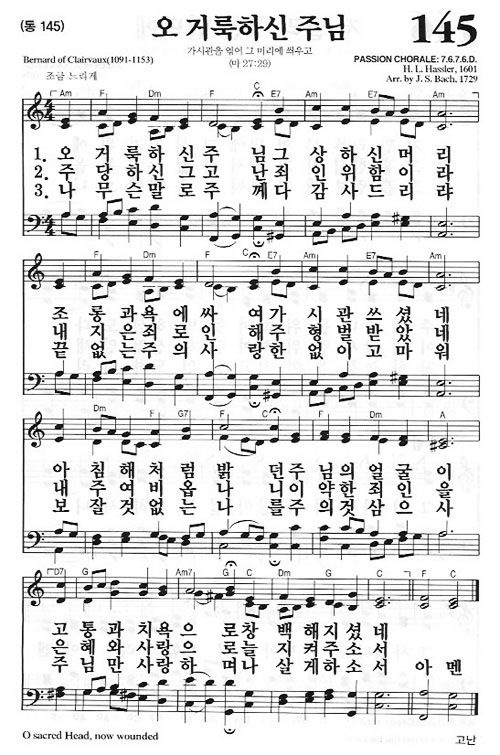 (통 145)
오 거룩하신 주님
145
가시관을 엮어 그 머리에 씌우고
(마 27:29)
Bernard of Clairvaux(1091-1153)
PASSION CHORALE: 7.6.7.6.D.
H. L. Hassler, 1601
Arr. by J. S. Bach, 1729
조금 느리게
Am F Dm F C E7 Am E7 Am
1. 오 거 룩 하 신 주 님 그 상 하 신 머 리
2. 주 당 하 신 그 고 난 죄 인 위 함 이 라
3. 나 무 슨 말 로 주 께 다 감 사 드 리 랴
F Dm F C E7 Am E7 Am
조 롱 과 욕 에 싸 여 가 시 관 쓰 셨 네
내 지 은 죄 로 인 해 주 형 벌 받 았 네
끝 없 은 주 의 사 랑 한 없 이 고 마 워
Dm F G7 F C Dm A
아 침 해 처 럼 밝 던 주 님 의 얼 굴 이
내 주 여 비 옵 나 니 이 약 한 죄 인 을
보 잘 것 없 는 나 를 주 의 것 삼 으 사
Am7 G C Dm G C F C
고 통 과 치 욕 으 로 창 백 해 지 셨 네
은 혜 와 사 랑 으 로 늘 지 켜 주 소 서
주 님 만 사 랑 하 며 나 살 게 하 소 서 아 멘
O sacred Head, now wounded
고난